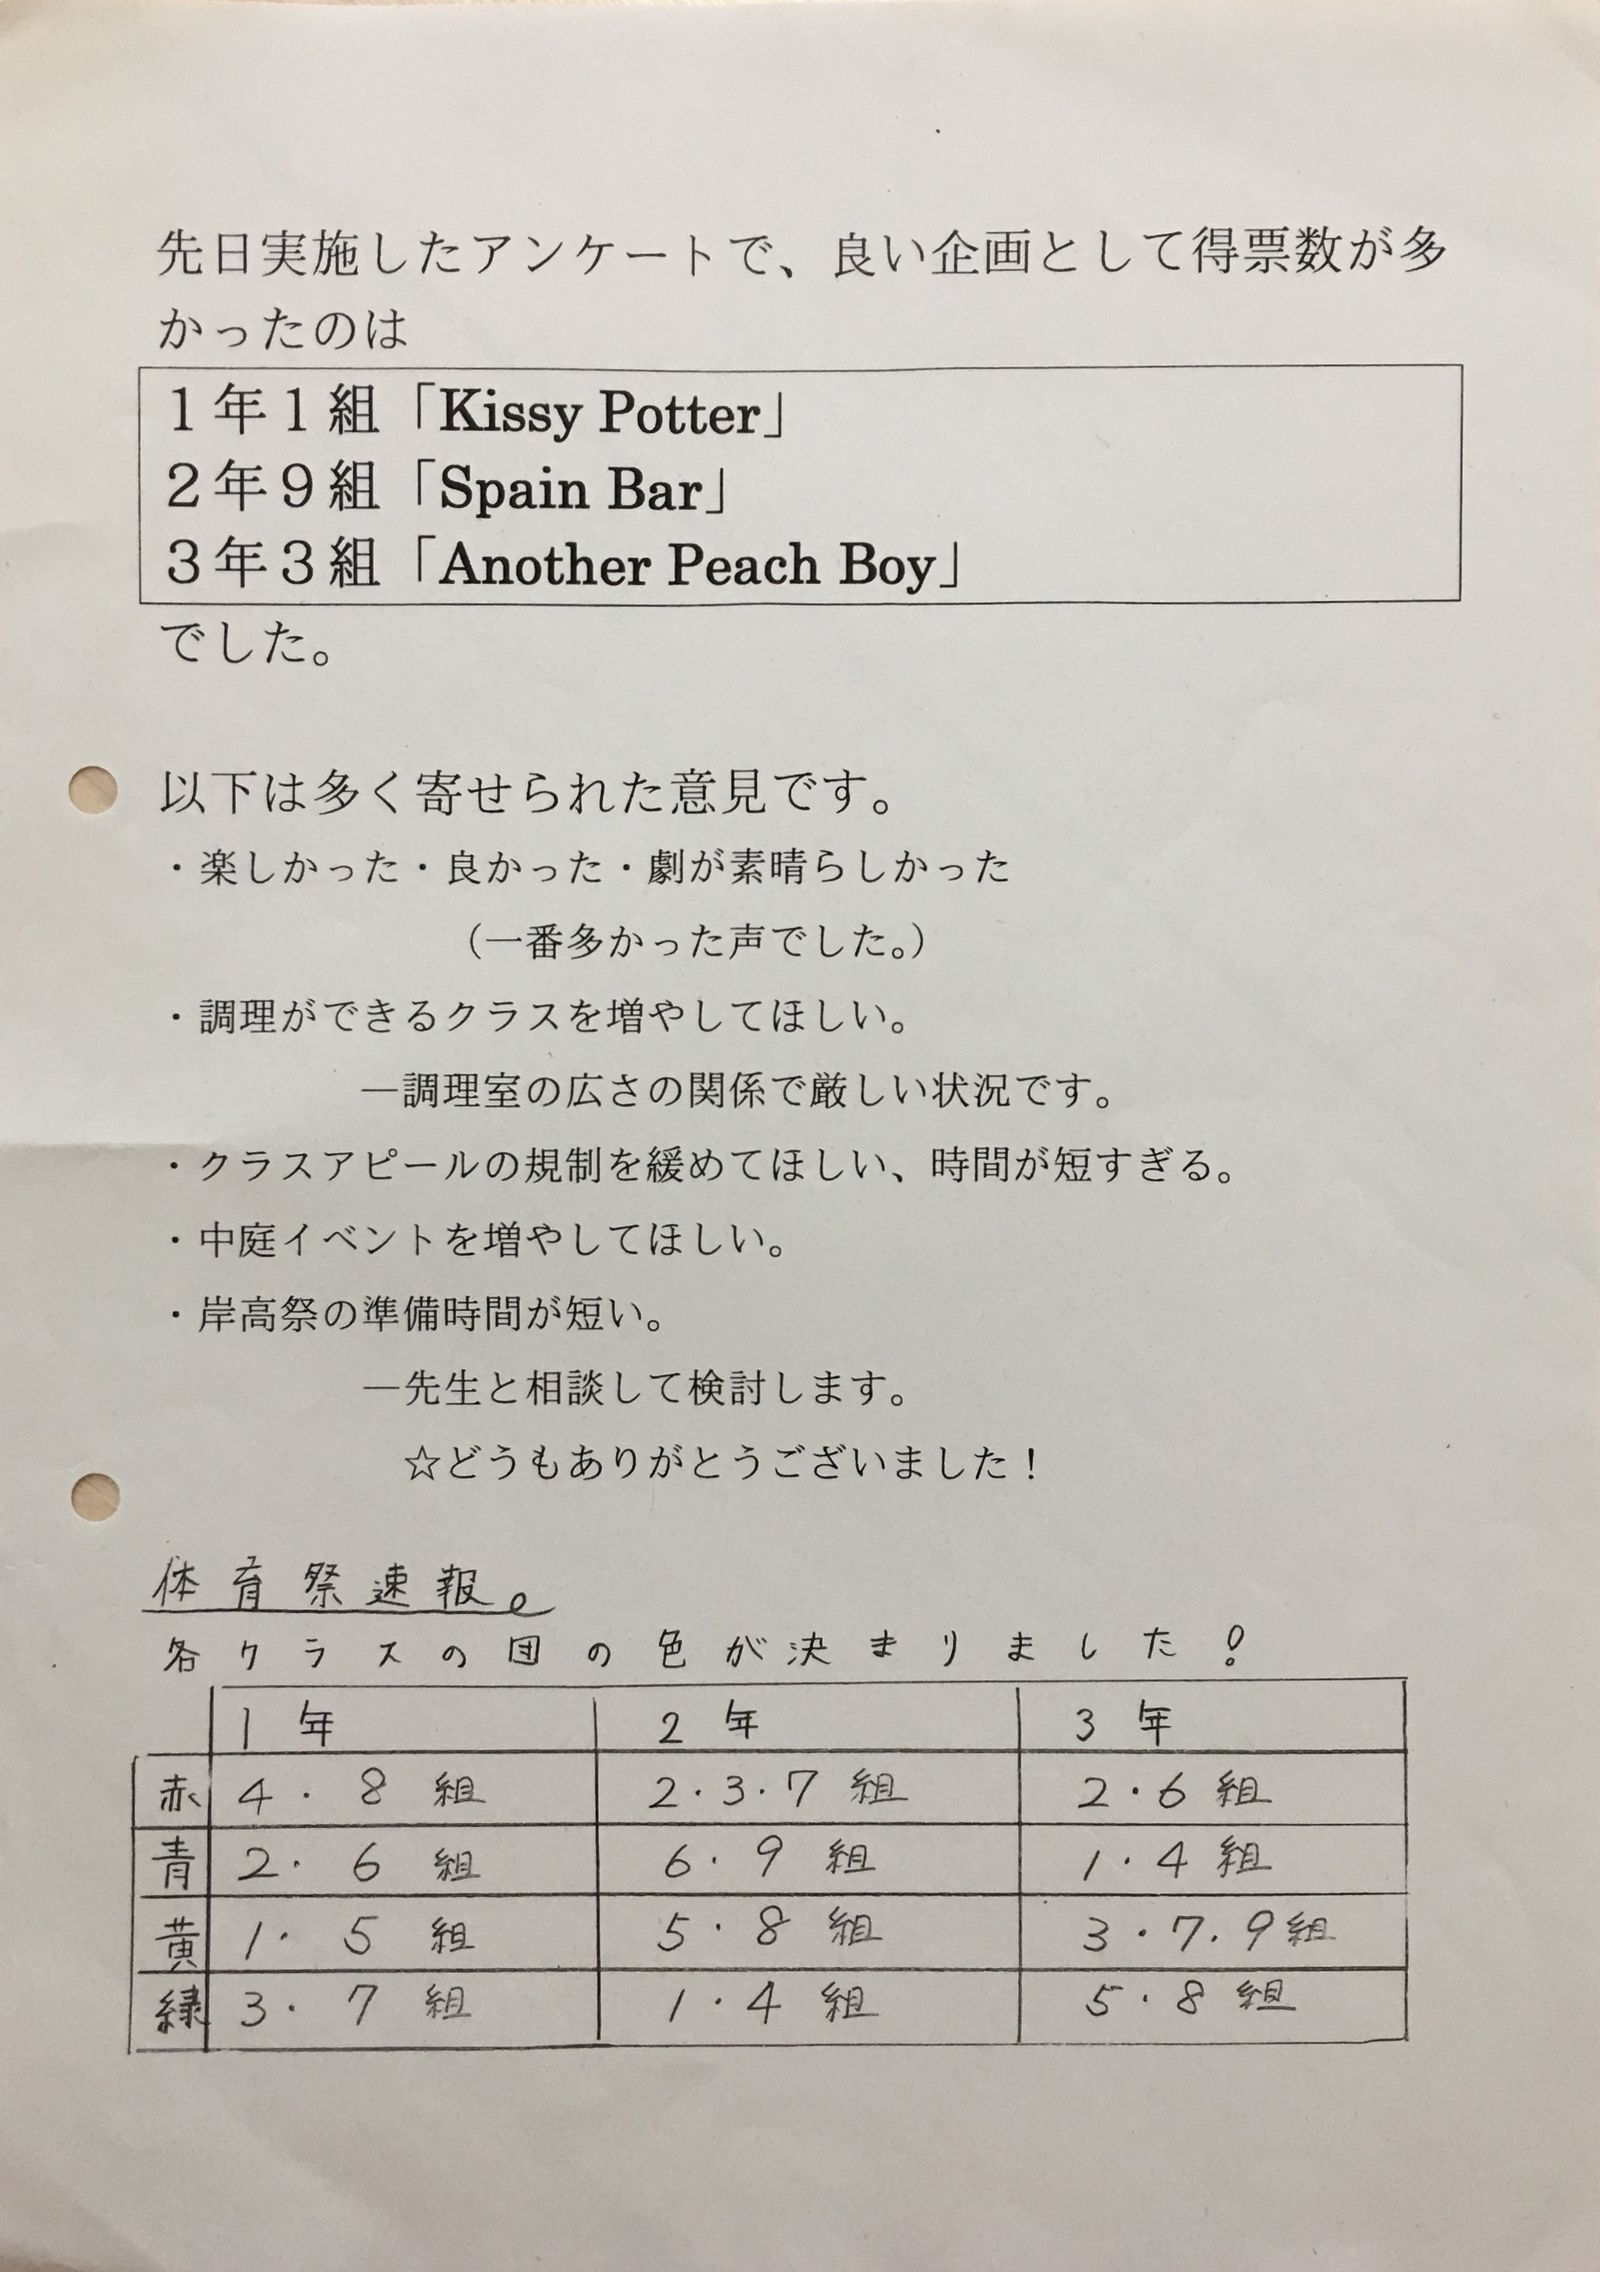 先日実施したアンケートで、良い企画として得票数が多
かったのは
１年１組「Kissy Potter」
２年９組「Spain Bar」
３年３組「Another Peach Boy」
でした。
以下は多く寄せられた意見です。
・楽しかった・良かった・劇が素晴らしかった
（一番多かった声でした。）
・調理ができるクラスを増やしてほしい。
―調理室の広さの関係で厳しい状況です。
・クラスアピールの規制を緩めてほしい、時間が短すぎる。
・中庭イベントを増やしてほしい。
・岸高祭の準備時間が短い。
―先生と相談して検討します。
☆どうもありがとうございました！
体育祭速報
各クラスの団の色が決まりました！
1年 2年 3年
赤 4・8組 2・3・7組 2・6組
青 2・6組 6・9組 1・4組
黄 1・5組 5・8組 3・7・9組
緑 3・7組 1・4組 5・8組